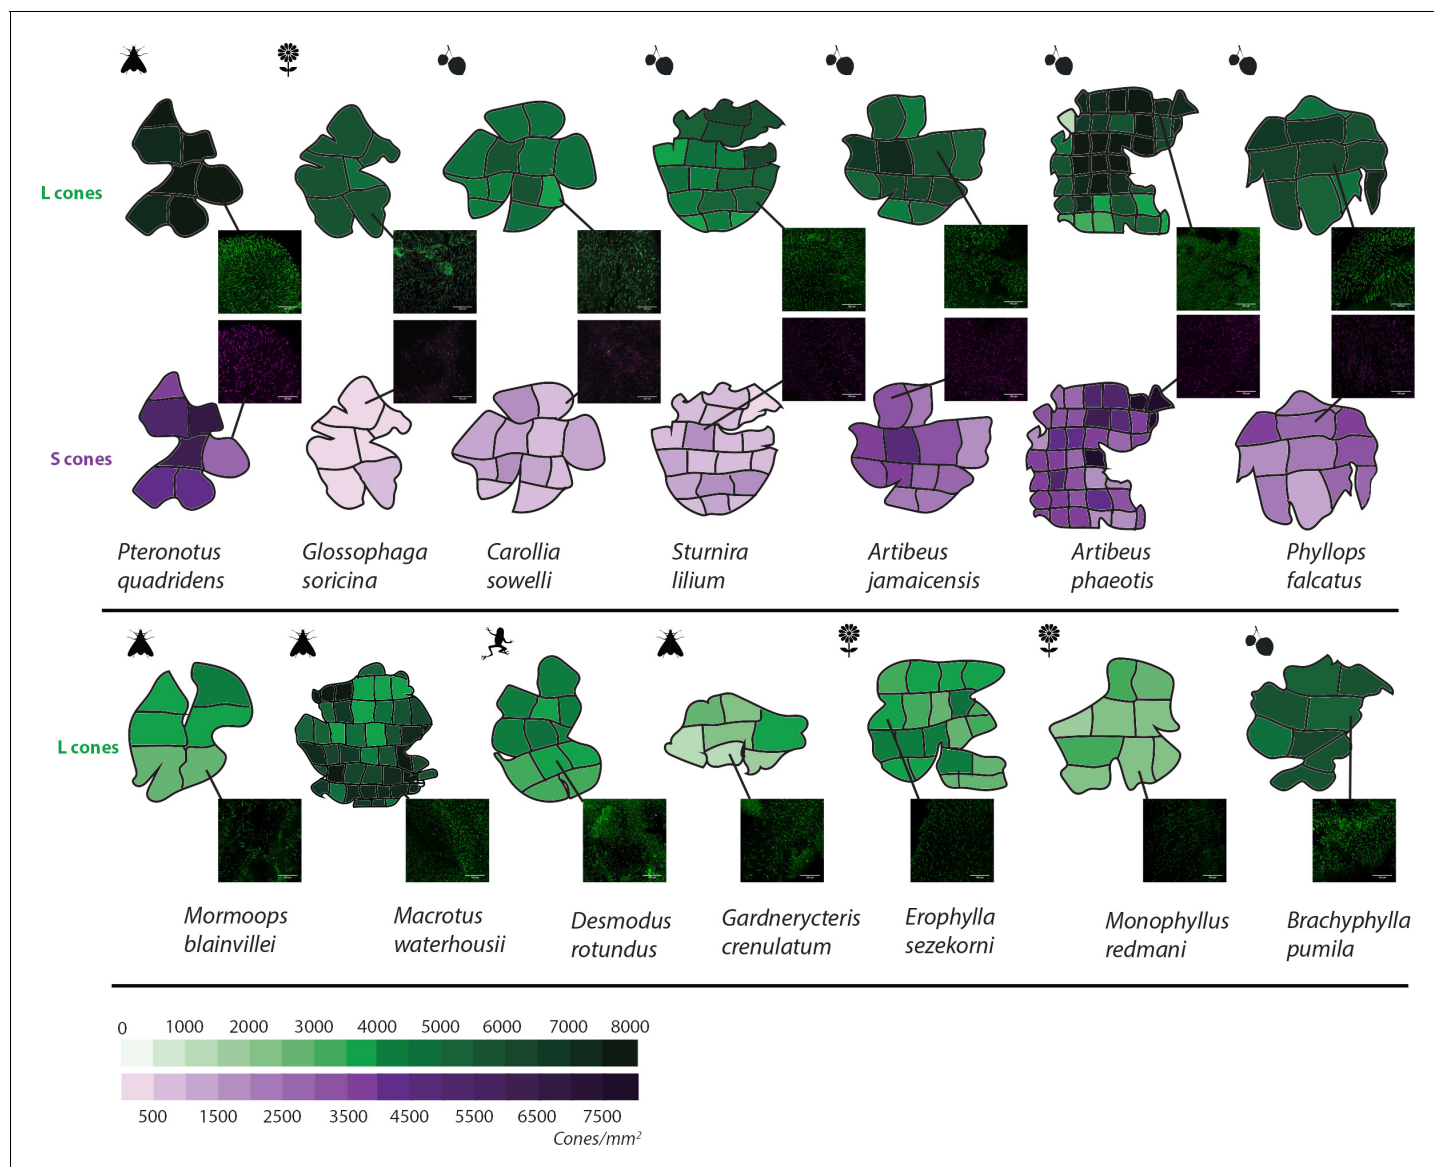 L cones
S cones
Pteronotus
quadridens
Glossophaga
soricina
Carollia
sowelli
Sturnira
lilium
Artibeus
jamaicensis
Artibeus
phaeotis
Phyllops
falcatus
L cones
Mormoops
blainvillei
Macrotus
waterhousii
Desmodus
rotundus
Gardnerycteris
crenulatum
Erophylla
sezekorni
Monophyllus
redmani
Brachyphylla
pumila
0 1000 2000 3000 4000 5000 6000 7000 8000
500 1500 2500 3500 4500 5500 6500 7500
Cones/mm²